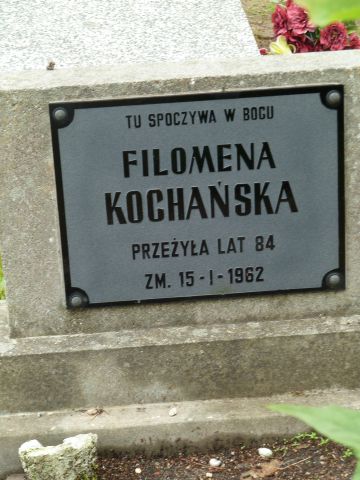 TU SPOCZYWA W BOGU
FILOMENA
KOCHAŃSKA
PRZEŻYŁA LAT 84
ZM. 15-I-1962